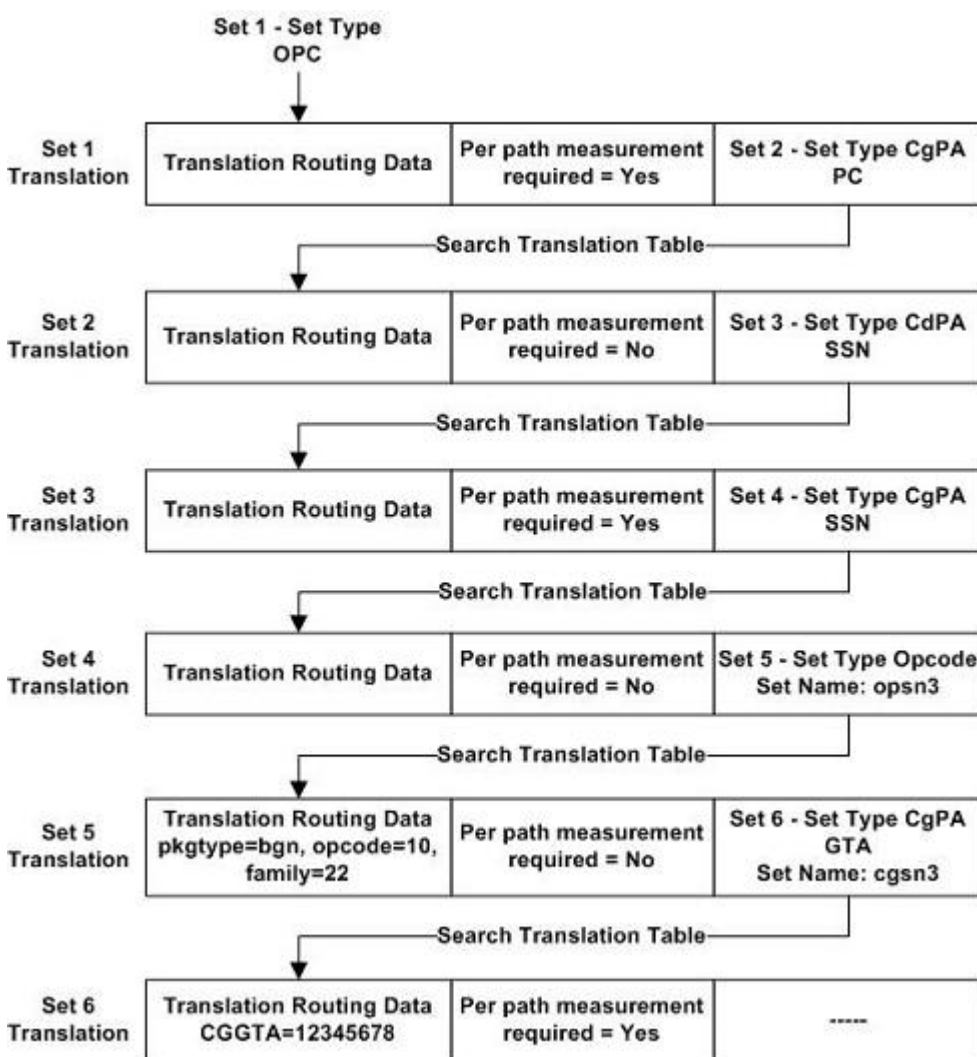 Set 1 - Set Type
OPC
Set 1
Translation
Translation Routing Data
Per path measurement
required = Yes
Set 2 - Set Type CgPA
PC
Search Translation Table
Set 2
Translation
Translation Routing Data
Per path measurement
required = No
Set 3 - Set Type CdPA
SSN
Search Translation Table
Set 3
Translation
Translation Routing Data
Per path measurement
required = Yes
Set 4 - Set Type CgPA
SSN
Search Translation Table
Set 4
Translation
Translation Routing Data
Per path measurement
required = No
Set 5 - Set Type Opcode
Set Name: opsn3
Search Translation Table
Set 5
Translation
Translation Routing Data
pkgtype=bgn, opcode=10,
family=22
Per path measurement
required = No
Set 6 - Set Type CgPA
GTA
Set Name: cgsn3
Search Translation Table
Set 6
Translation
Translation Routing Data
CGGTA=12345678
Per path measurement
required = Yes
-----